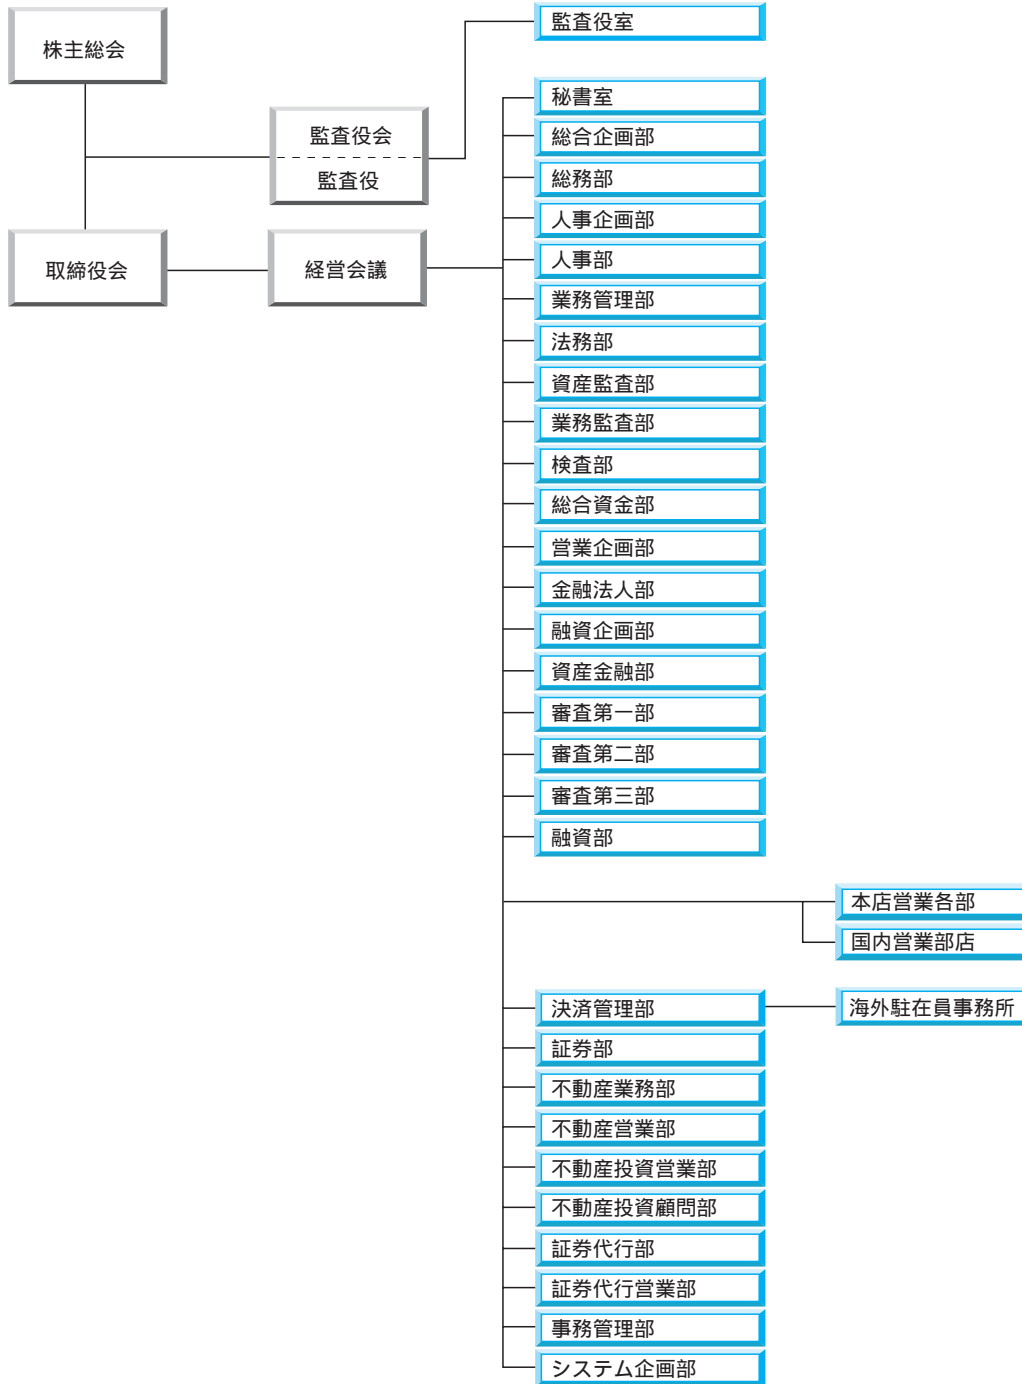 株主総会
監査役会
監査役
取締役会
経営会議
監査役室
秘書室
総合企画部
総務部
人事企画部
人事部
業務管理部
法務部
資産監査部
業務監査部
検査部
総合資金部
営業企画部
金融法人部
融資企画部
資産金融部
審査第一部
審査第二部
審査第三部
融資部
本店営業各部
国内営業部店
決済管理部
海外駐在員事務所
証券部
不動産業務部
不動産営業部
不動産投資営業部
不動産投資顧問部
証券代行部
証券代行営業部
事務管理部
システム企画部